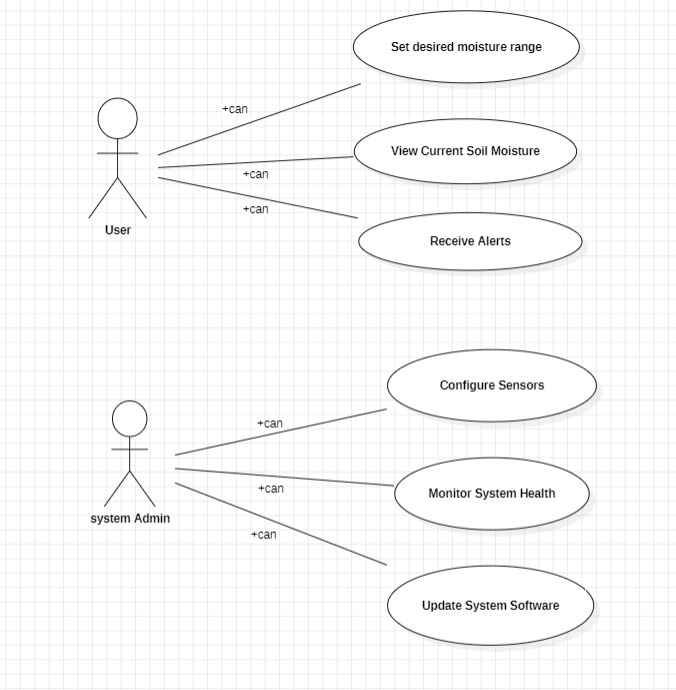 Set desired moisture range
+can
View Current Soil Moisture
+can
+can
User
Receive Alerts
Configure Sensors
+can
Monitor System Health
+can
system Admin
+can
Update System Software